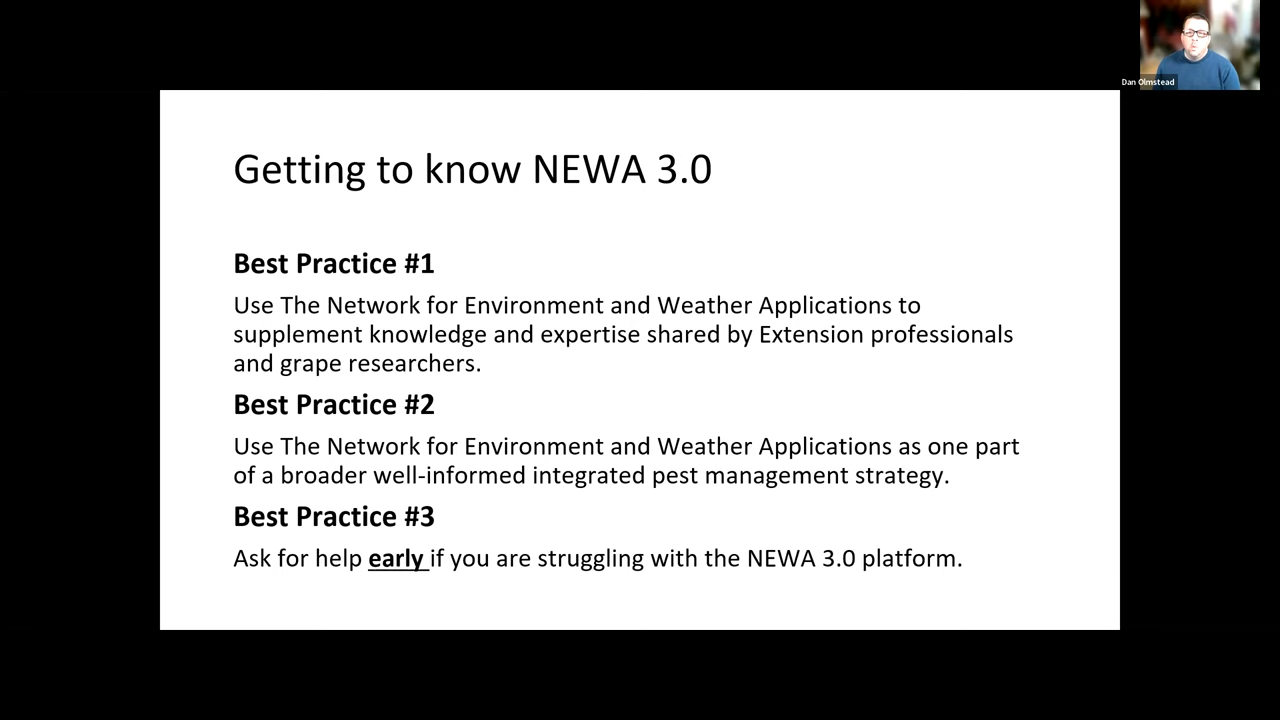 Dan Olmstead
Getting to know NEWA 3.0
Best Practice #1
Use The Network for Environment and Weather Applications to
supplement knowledge and expertise shared by Extension professionals
and grape researchers.
Best Practice #2
Use The Network for Environment and Weather Applications as one part
of a broader well-informed integrated pest management strategy.
Best Practice #3
Ask for help early if you are struggling with the NEWA 3.0 platform.